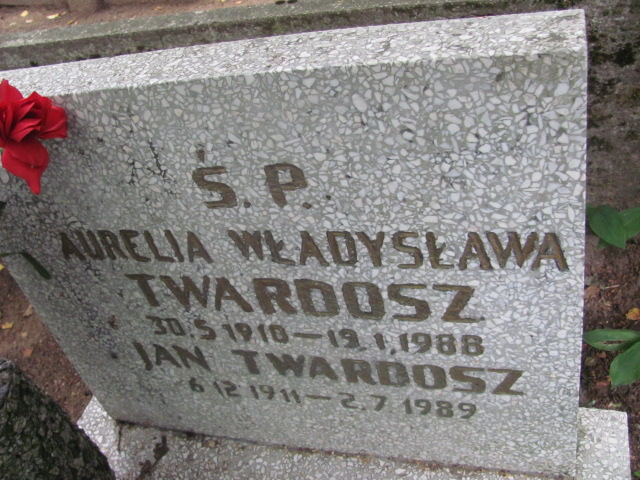 Ś.P.
AURELIA WŁADYSŁAWA
TWARDOSZ
30.5 1910 — 19.1.1988
JAN TWARDOSZ
6 12 1911 — 2.7 1989